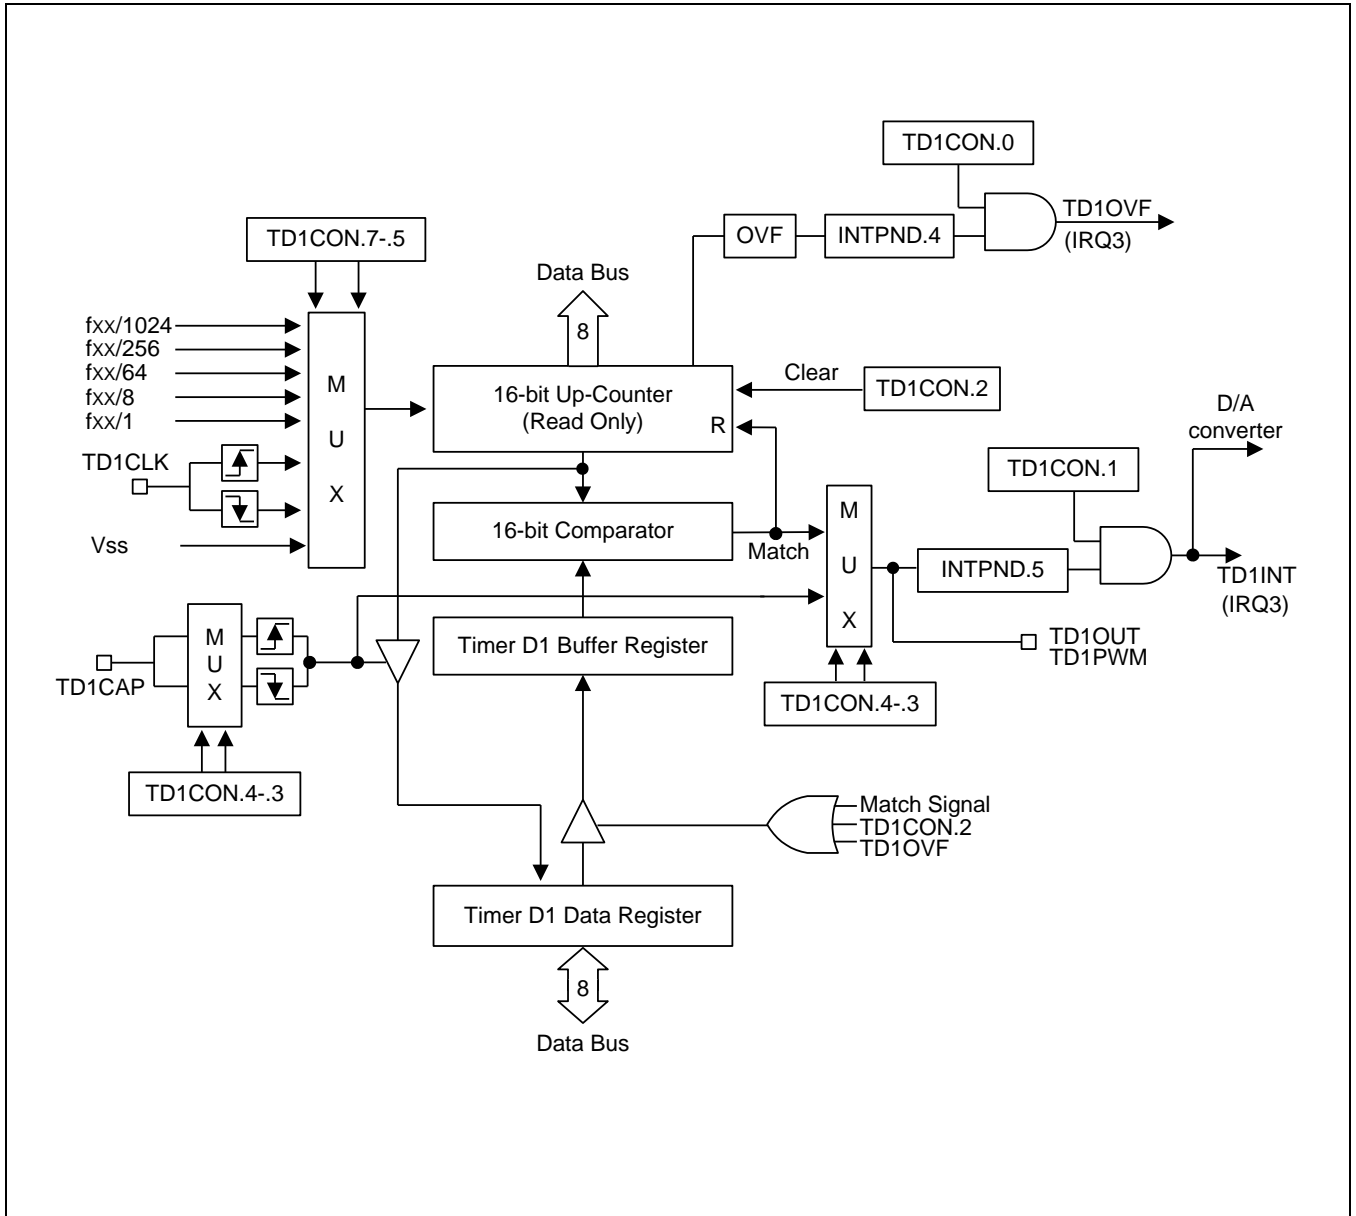 TD1CON.0
TD1OVF
(IRQ3)
OVF
INTPND.4
TD1CON.7-.5
Data Bus
8
fxx/1024
fxx/256
fxx/64
fxx/8
fxx/1
TD1CLK
Vss
M
U
X
16-bit Up-Counter
(Read Only)
R
Clear
TD1CON.2
D/A
converter
TD1CON.1
16-bit Comparator
Match
M
U
X
INTPND.5
TD1INT
(IRQ3)
TD1OUT
TD1PWM
TD1CON.4-.3
Timer D1 Buffer Register
M
U
X
TD1CAP
TD1CON.4-.3
Match Signal
TD1CON.2
TD1OVF
Timer D1 Data Register
8
Data Bus